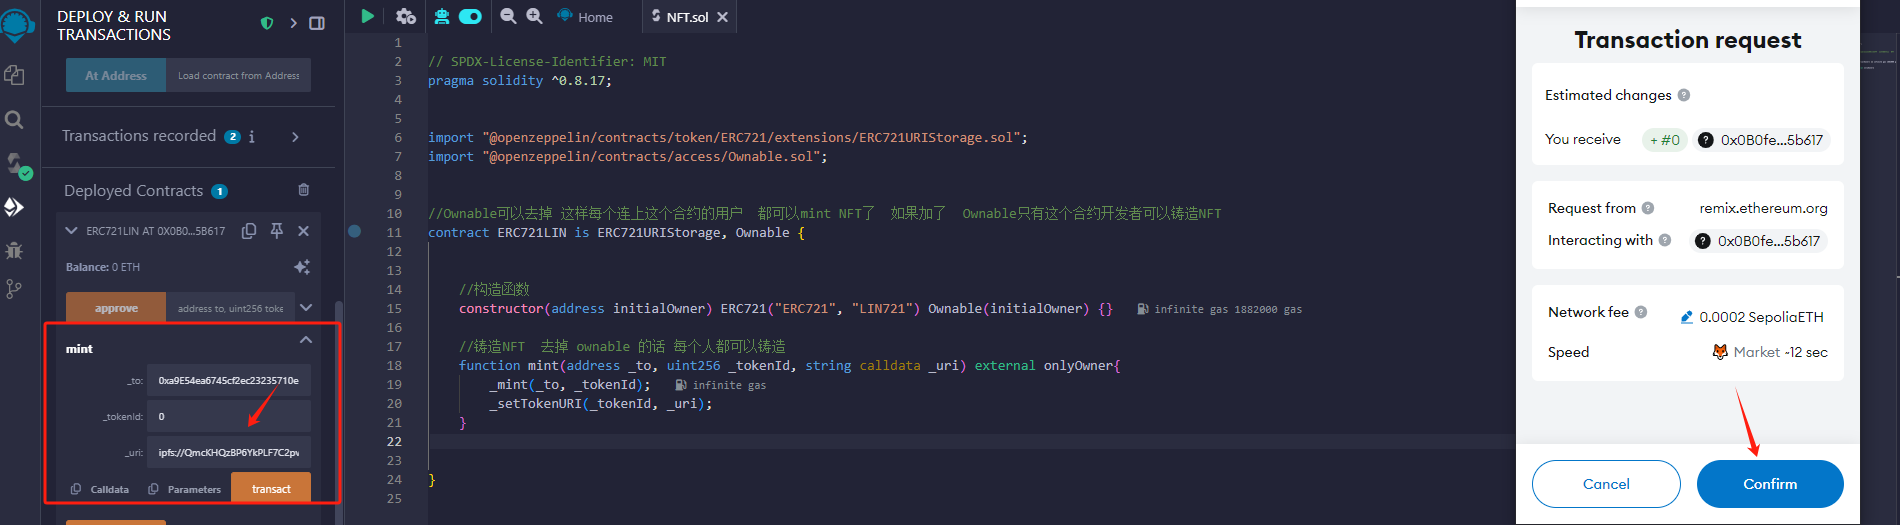 DEPLOY & RUN
TRANSACTIONS
At Address
Load contract from Address
Transactions recorded 2 i
Deployed Contracts 1
ERC721LIN AT 0X0B0...5B617
Balance: 0 ETH
approve
address to, uint256 toke
mint
_to:
0xa9E54ea6745cf2ec23235710e
_tokenId:
0
_uri:
ipfs://QmcKHQzBP6YkPLF7C2pv
Calldata
Parameters
transact
Home
NFT.sol
1
2 // SPDX-License-Identifier: MIT
3 pragma solidity ^0.8.17;
4
5
6 import "@openzeppelin/contracts/token/ERC721/extensions/ERC721URIStorage.sol";
7 import "@openzeppelin/contracts/access/Ownable.sol";
8
9
10 //Ownable可以去掉 这样每个连上这个合约的用户 都可以mint NFT了 如果加了 Ownable只有这个合约开发者可以铸造NFT
11 contract ERC721LIN is ERC721URIStorage, Ownable {
12
13
14 //构造函数
15 constructor(address initialOwner) ERC721("ERC721", "LIN721") Ownable(initialOwner) {} infinite gas 1882000 gas
16
17 //铸造NFT 去掉 ownable 的话 每个人都可以铸造
18 function mint(address _to, uint256 _tokenId, string calldata _uri) external onlyOwner{
19 _mint(_to, _tokenId); infinite gas
20 _setTokenURI(_tokenId, _uri);
21 }
22
23
24 }
25
Transaction request
Estimated changes ?
You receive + #0 ? 0x0B0fe...5b617
Request from ? remix.ethereum.org
Interacting with ? ? 0x0B0fe...5b617
Network fee ? 0.0002 SepoliaETH
Speed Market ~12 sec
Cancel
Confirm